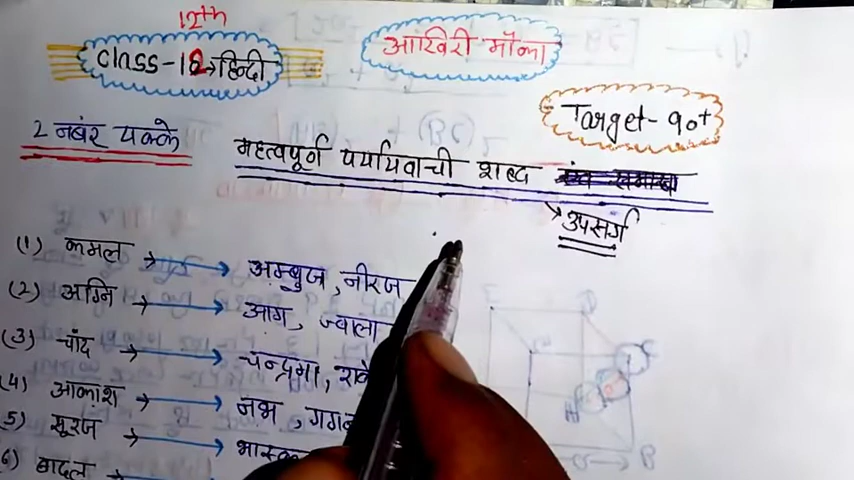 12th
Class-12 हिन्दी
आखिरी मौका
Target-90+
2 नबंर पक्के
महत्वपूर्ण पर्यायवाची शब्द
उपसर्ग
(1) कमल → अम्बुज, नीरज
(2) अग्नि → आग, ज्वाला
(3) चाँद → चन्द्रमा,
(4) आकाश → नभ, गगन
5) सूरज →
6) बादल